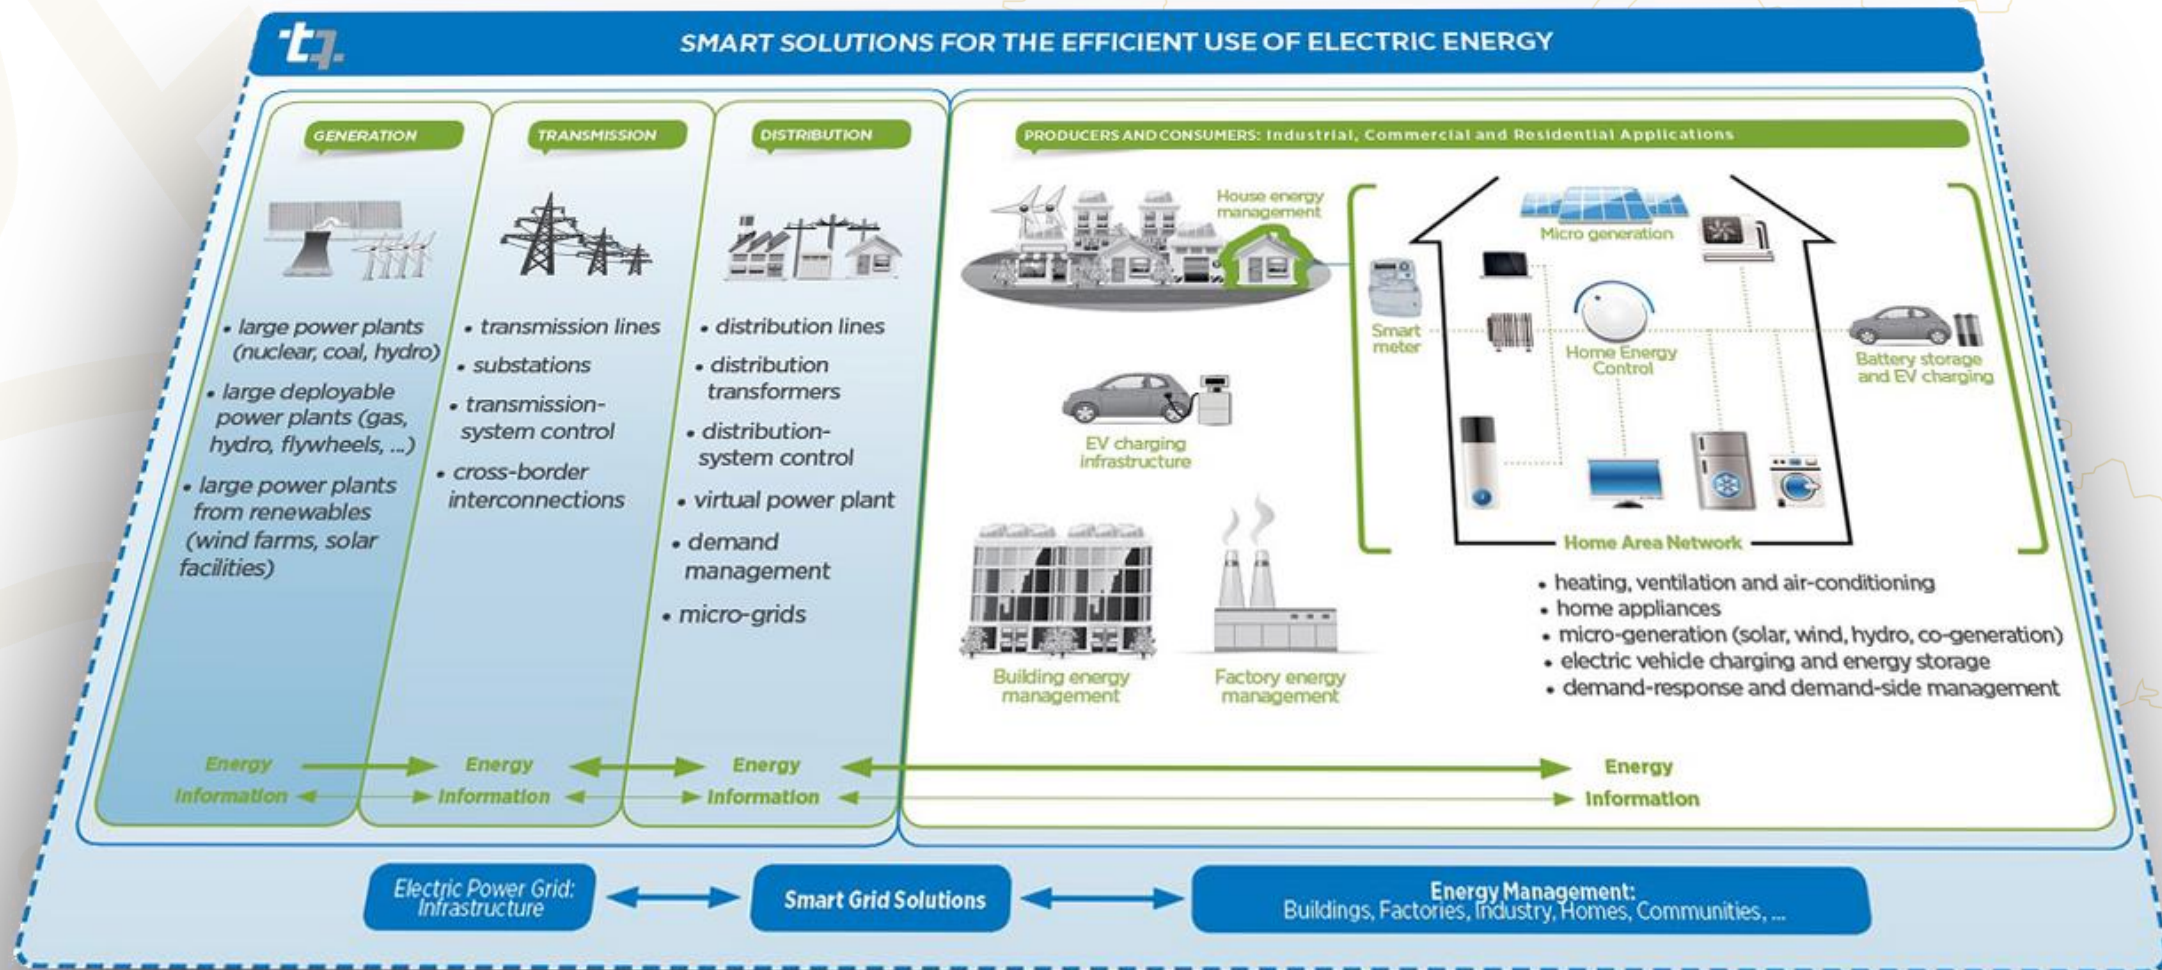 tq.
SMART SOLUTIONS FOR THE EFFICIENT USE OF ELECTRIC ENERGY
GENERATION
• large power plants
(nuclear, coal, hydro)
• large deployable
power plants (gas,
hydro, flywheels, ...)
• large power plants
from renewables
(wind farms, solar
facilities)
TRANSMISSION
• transmission lines
• substations
• transmission-
system control
• cross-border
interconnections
DISTRIBUTION
• distribution lines
• distribution
transformers
• distribution-
system control
• virtual power plant
• demand
management
• micro-grids
PRODUCERS AND CONSUMERS: Industrial, Commercial and Residential Applications
House energy
management
EV charging
infrastructure
Building energy
management
Factory energy
management
Smart
meter
Micro generation
Home Energy
Control
Battery storage
and EV charging
Home Area Network
• heating, ventilation and air-conditioning
• home appliances
• micro-generation (solar, wind, hydro, co-generation)
• electric vehicle charging and energy storage
• demand-response and demand-side management
Energy Energy Energy Energy
Information Information Information Information
Electric Power Grid:
Infrastructure
Smart Grid Solutions
Energy Management:
Buildings, Factories, Industry, Homes, Communities, ...